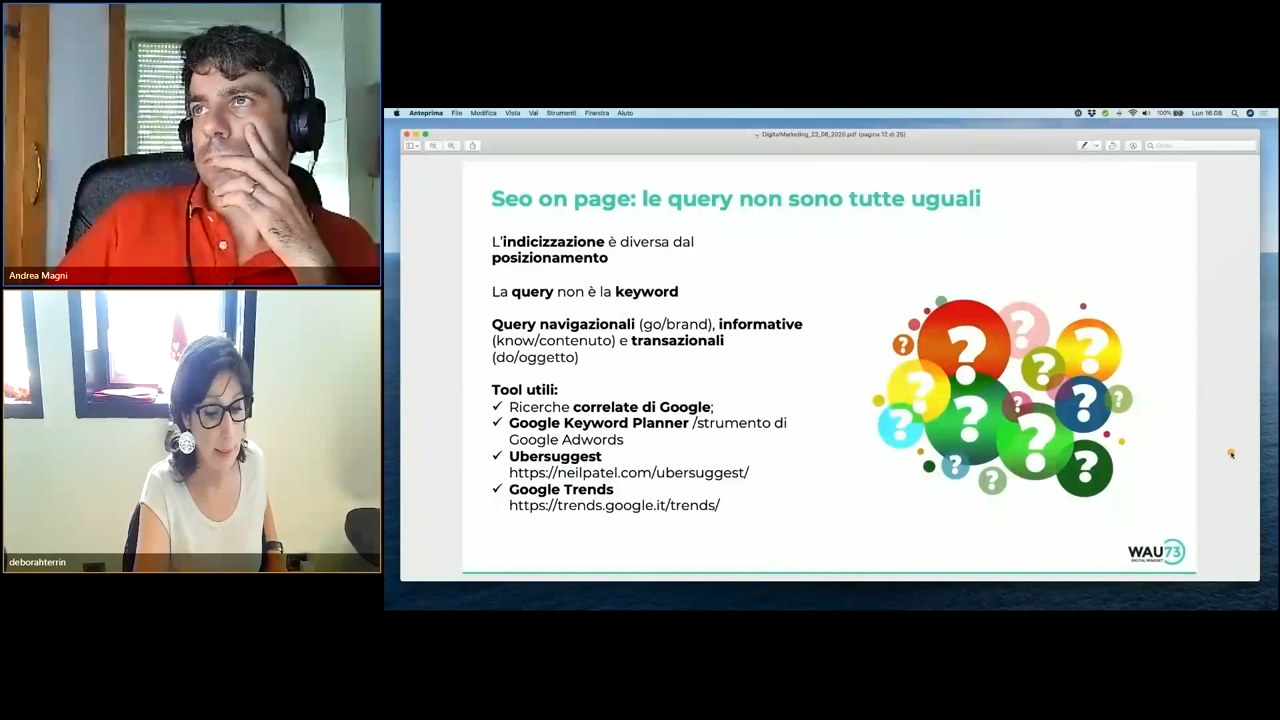 Andrea Magni
deborahterrin
Anteprima File Modifica Vista Vai Strumenti Finestra Aiuto
100% Lun 16:08
DigitalMarketing_22_06_2020.pdf (pagina 12 di 25)
Seo on page: le query non sono tutte uguali
L'indicizzazione è diversa dal
posizionamento
La query non è la keyword
Query navigazionali (go/brand), informative
(know/contenuto) e transazionali
(do/oggetto)
Tool utili:
✓ Ricerche correlate di Google;
✓ Google Keyword Planner /strumento di
Google Adwords
✓ Ubersuggest
https://neilpatel.com/ubersuggest/
✓ Google Trends
https://trends.google.it/trends/
? ? ? ? ? ? ? ? ? ? ? ? ? ?
WAU73
DIGITAL MINDSET